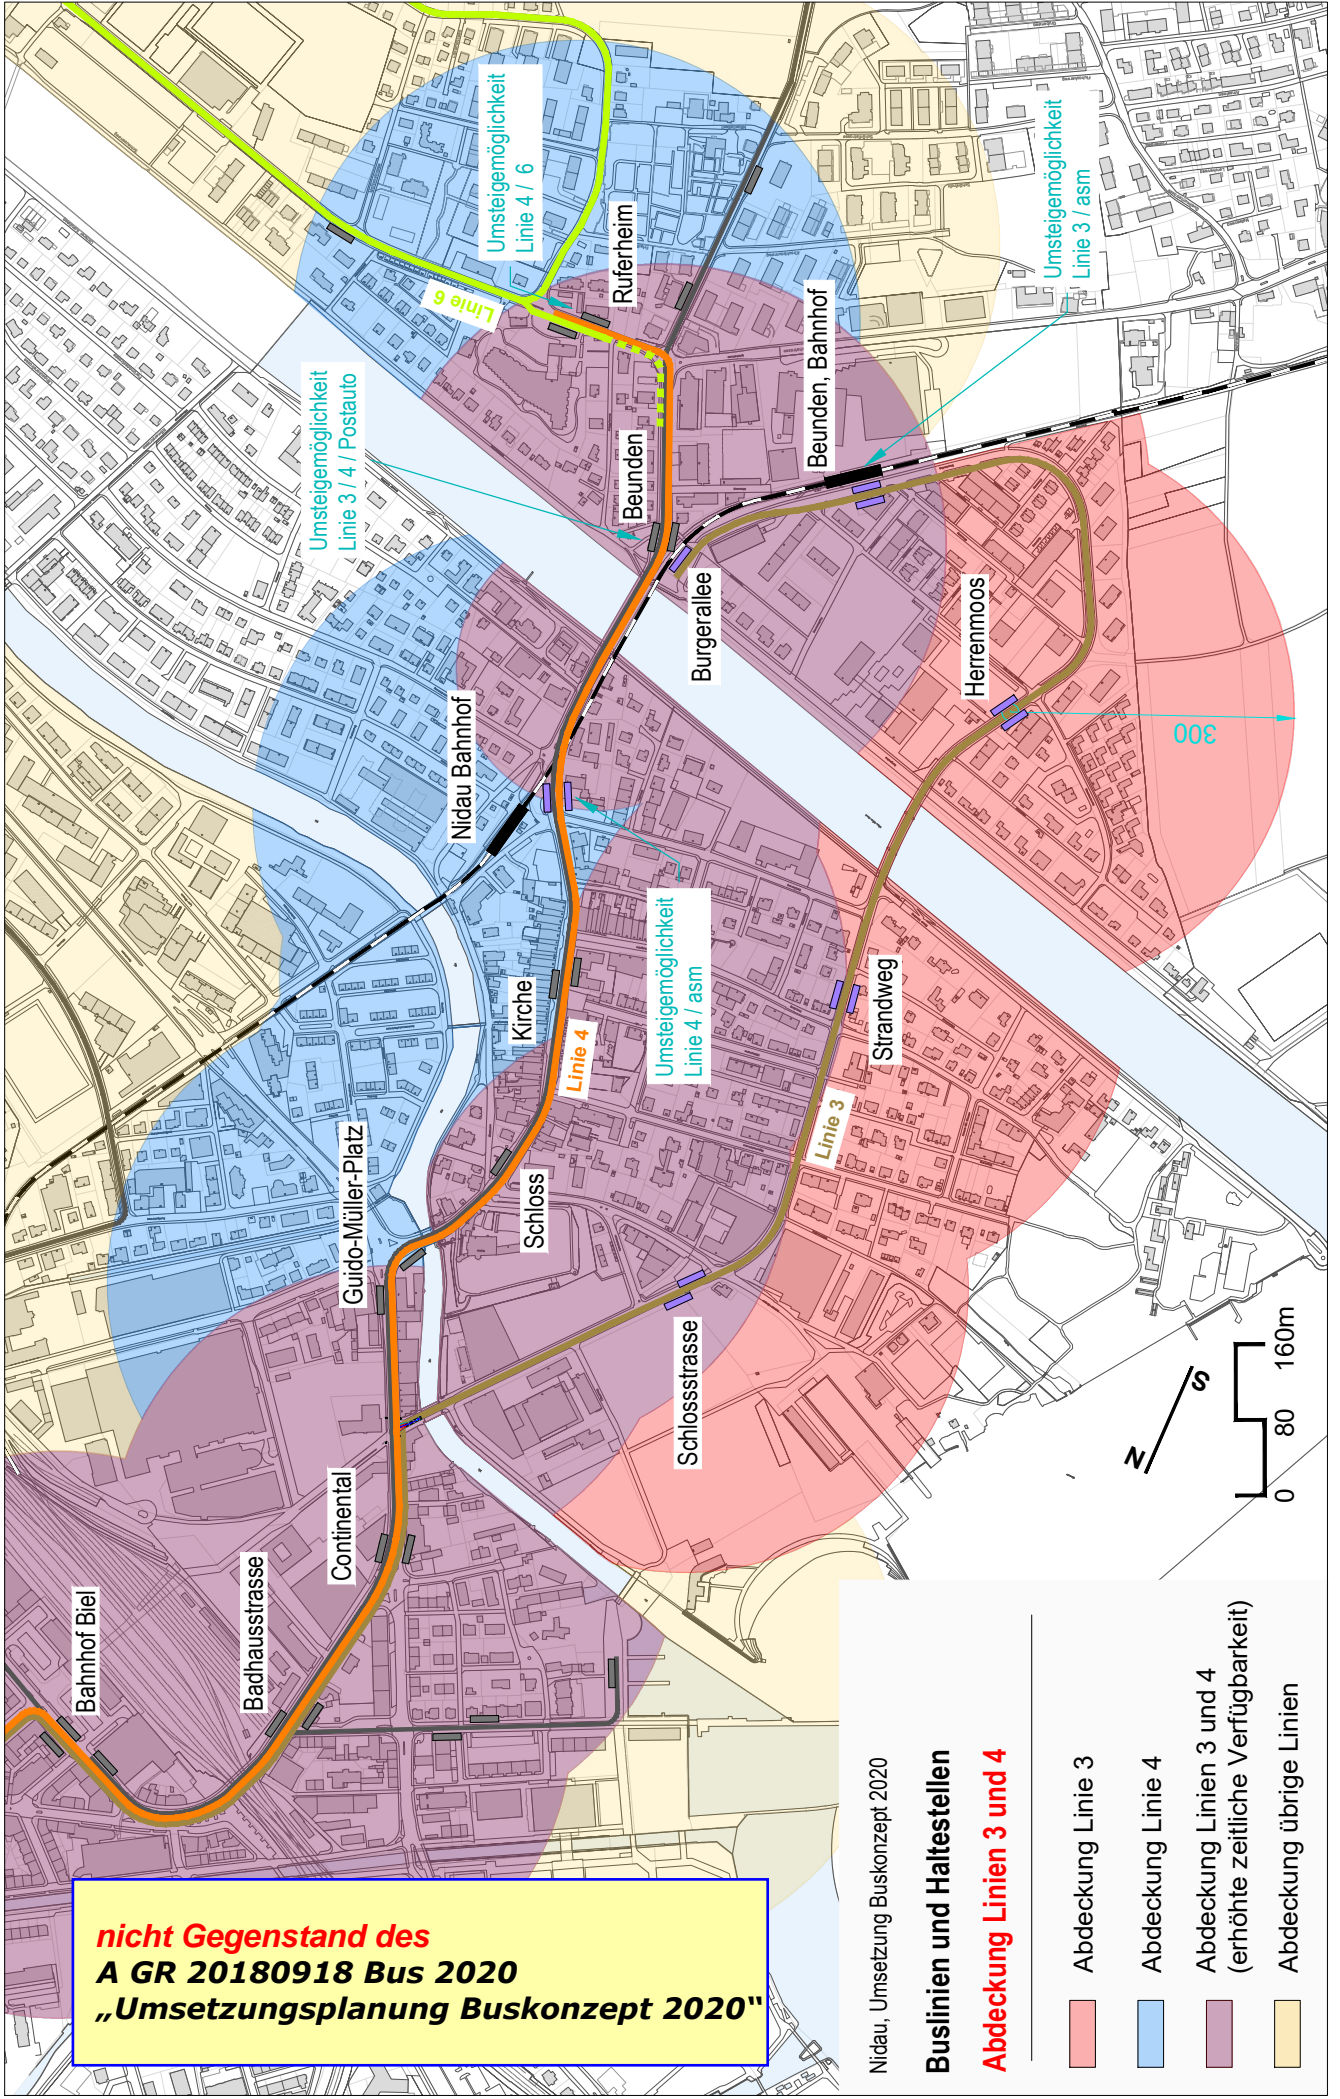 Umsteigemöglichkeit
Linie 4 / 6
Ruferheim
Linie 6
Umsteigemöglichkeit
Linie 3 / asm
Beunden, Bahnhof
Umsteigemöglichkeit
Linie 3 / 4 / Postauto
Beunden
Burgerallee
Herrenmoos
300
Nidau Bahnhof
Umsteigemöglichkeit
Linie 4 / asm
Kirche
Linie 4
Strandweg
Linie 3
Guido-Müller-Platz
Schloss
Schlossstrasse
Continental
Badhausstrasse
Bahnhof Biel
N
S
0
80
160m
nicht Gegenstand des
A GR 20180918 Bus 2020
„Umsetzungsplanung Buskonzept 2020“
Nidau, Umsetzung Buskonzept 2020
Buslinien und Haltestellen
Abdeckung Linien 3 und 4
Abdeckung Linie 3
Abdeckung Linie 4
Abdeckung Linien 3 und 4
(erhöhte zeitliche Verfügbarkeit)
Abdeckung übrige Linien